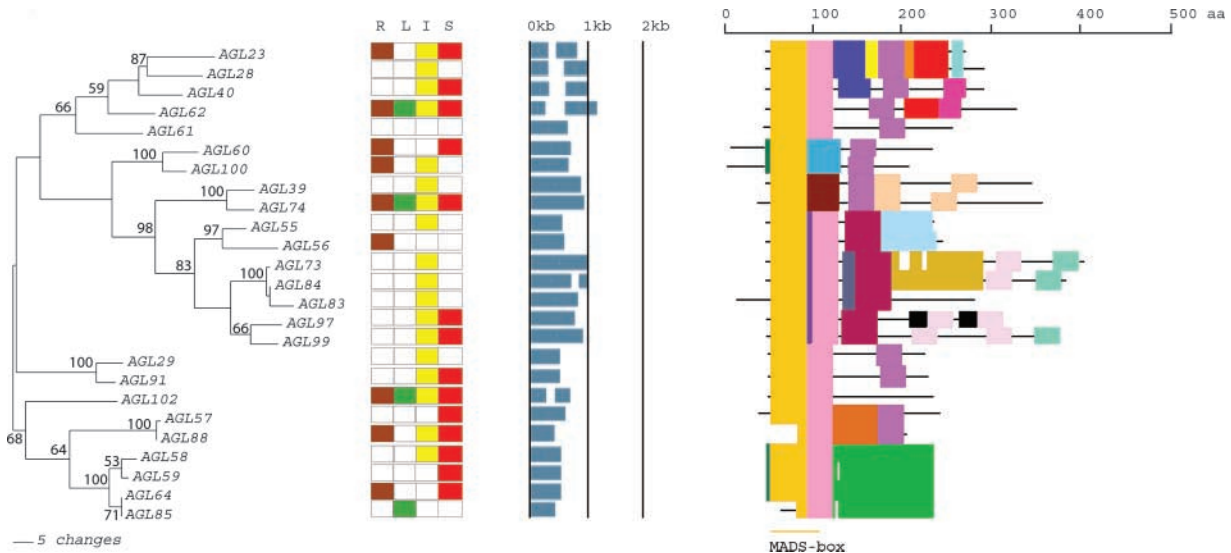 R L I S
0kb 1kb 2kb
0 100 200 300 400 500 aa
87 AGL23
AGL28
59 AGL40
66 AGL62
AGL61
100 AGL60
AGL100
100 AGL39
AGL74
98 97 AGL55
AGL56
83 100 AGL73
AGL84
AGL83
66 AGL97
AGL99
100 AGL29
AGL91
AGL102
68 100 AGL57
AGL88
64 53 AGL58
AGL59
100 AGL64
71 AGL85
5 changes
MADS-box